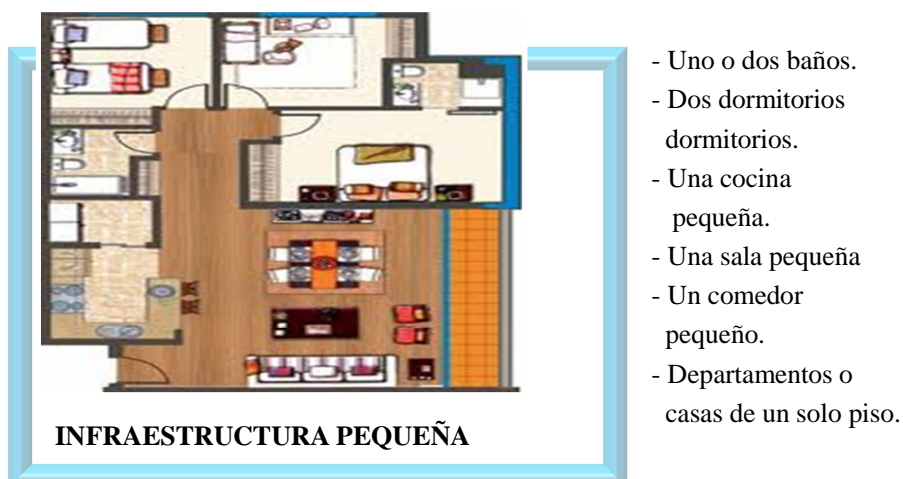 - Uno o dos baños.
- Dos dormitorios
dormitorios.
- Una cocina
pequeña.
- Una sala pequeña
- Un comedor
pequeño.
- Departamentos o
casas de un solo piso.
INFRAESTRUCTURA PEQUEÑA